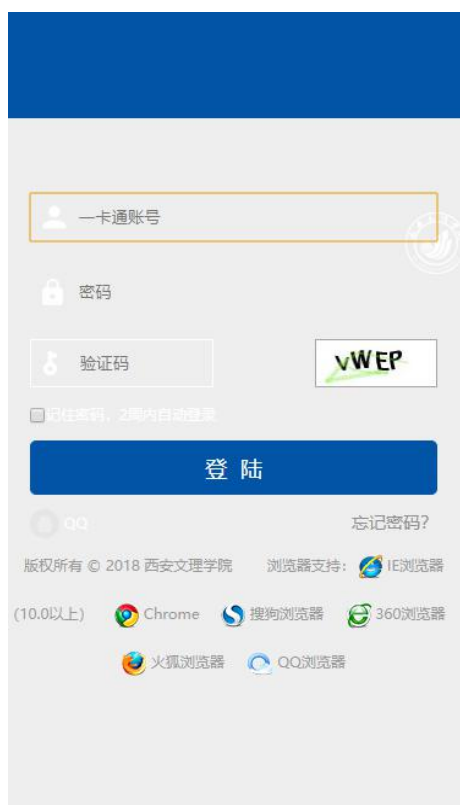 一卡通账号
密码
验证码
vWEP
记住密码，2周内自动登录
登 陆
QQ
忘记密码?
版权所有 © 2018 西安文理学院 浏览器支持: IE浏览器
(10.0以上) Chrome 搜狗浏览器 360浏览器
火狐浏览器 QQ浏览器